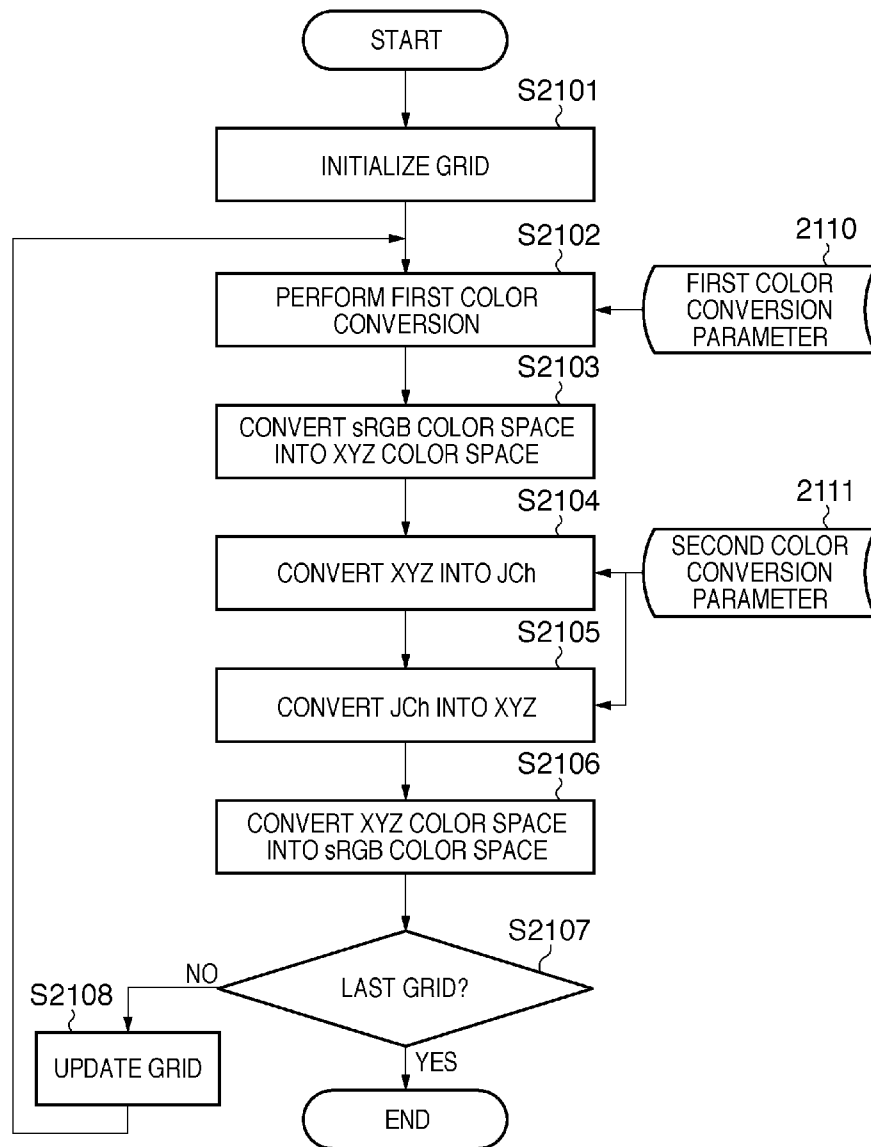 START
S2101
INITIALIZE GRID
S2102
2110
PERFORM FIRST COLOR
CONVERSION
FIRST COLOR
CONVERSION
PARAMETER
S2103
CONVERT sRGB COLOR SPACE
INTO XYZ COLOR SPACE
S2104
2111
CONVERT XYZ INTO JCh
SECOND COLOR
CONVERSION
PARAMETER
S2105
CONVERT JCh INTO XYZ
S2106
CONVERT XYZ COLOR SPACE
INTO sRGB COLOR SPACE
S2107
LAST GRID?
NO
S2108
UPDATE GRID
YES
END